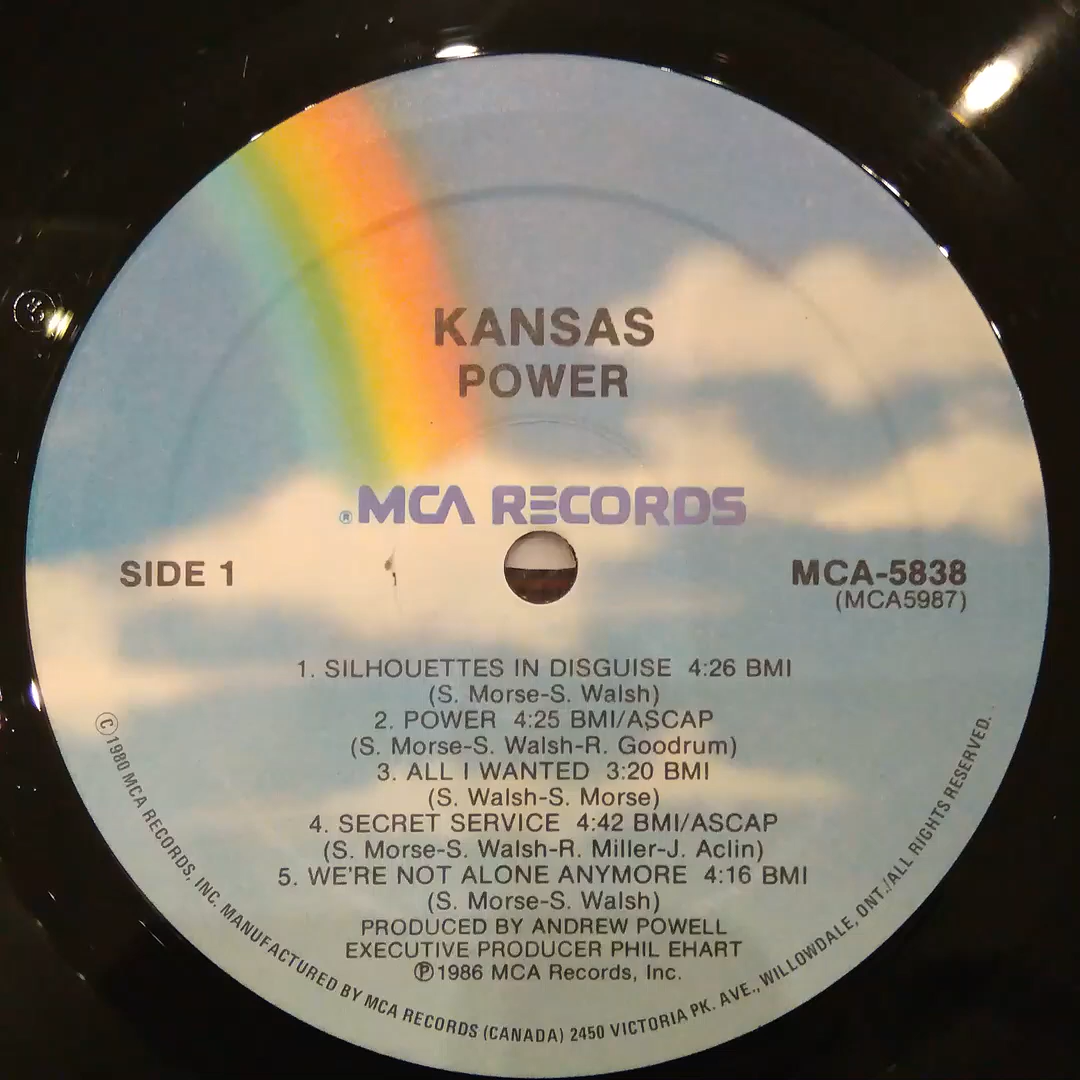 KANSAS
POWER
® MCA RECORDS
SIDE 1
MCA-5838
(MCA5987)
1. SILHOUETTES IN DISGUISE 4:26 BMI
(S. Morse-S. Walsh)
2. POWER 4:25 BMI/ASCAP
(S. Morse-S. Walsh-R. Goodrum)
3. ALL I WANTED 3:20 BMI
(S. Walsh-S. Morse)
4. SECRET SERVICE 4:42 BMI/ASCAP
(S. Morse-S. Walsh-R. Miller-J. Aclin)
5. WE'RE NOT ALONE ANYMORE 4:16 BMI
(S. Morse-S. Walsh)
PRODUCED BY ANDREW POWELL
EXECUTIVE PRODUCER PHIL EHART
℗1986 MCA Records, Inc.
©1980 MCA RECORDS, INC. MANUFACTURED BY MCA RECORDS (CANADA) 2450 VICTORIA PK. AVE., WILLOWDALE, ONT./ALL RIGHTS RESERVED.